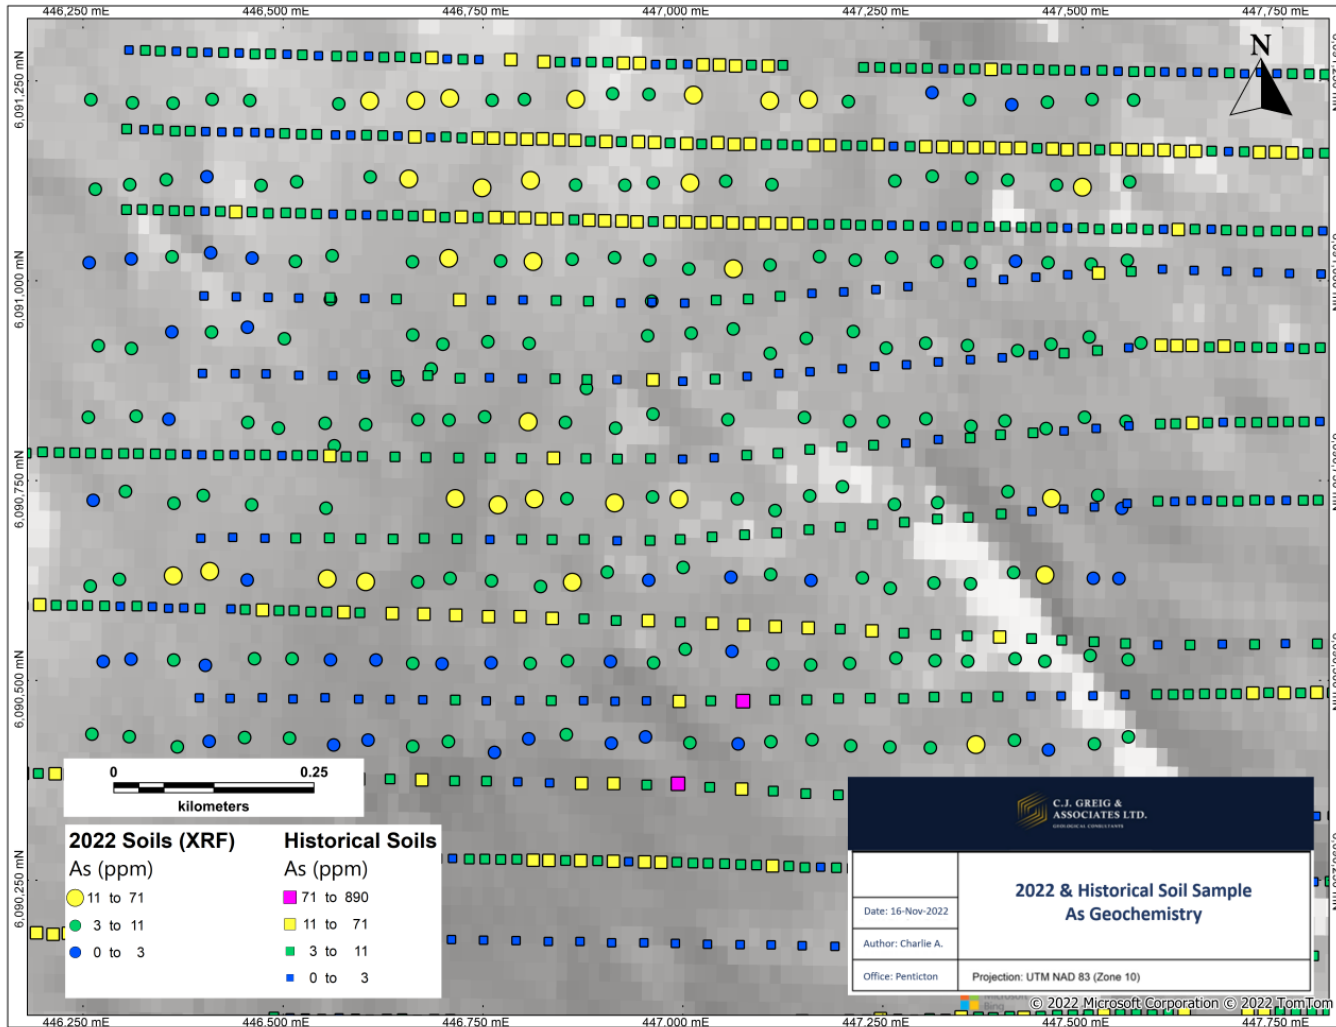 446,250 mE 446,500 mE 446,750 mE 447,000 mE 447,250 mE 447,500 mE 447,750 mE
N
6,091,250 mN
6,091,000 mN
6,090,750 mN
6,090,500 mN
6,090,250 mN
0 0.25
kilometers
2022 Soils (XRF)
As (ppm)
11 to 71
3 to 11
0 to 3
Historical Soils
As (ppm)
71 to 890
11 to 71
3 to 11
0 to 3
C.J. GREIG &
ASSOCIATES LTD.
GEOLOGICAL CONSULTANTS
2022 & Historical Soil Sample
As Geochemistry
Date: 16-Nov-2022
Author: Charlie A.
Office: Penticton
Projection: UTM NAD 83 (Zone 10)
Microsoft
Bing
© 2022 Microsoft Corporation © 2022 TomTom
446,250 mE 446,500 mE 446,750 mE 447,000 mE 447,250 mE 447,500 mE 447,750 mE